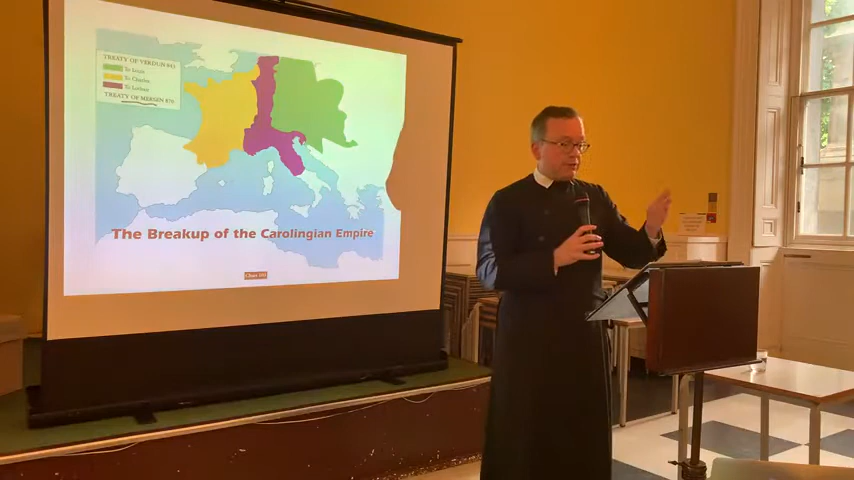 TREATY OF VERDUN 843
To Louis
To Charles
To Lothair
TREATY OF MERSEN 870
The Breakup of the Carolingian Empire